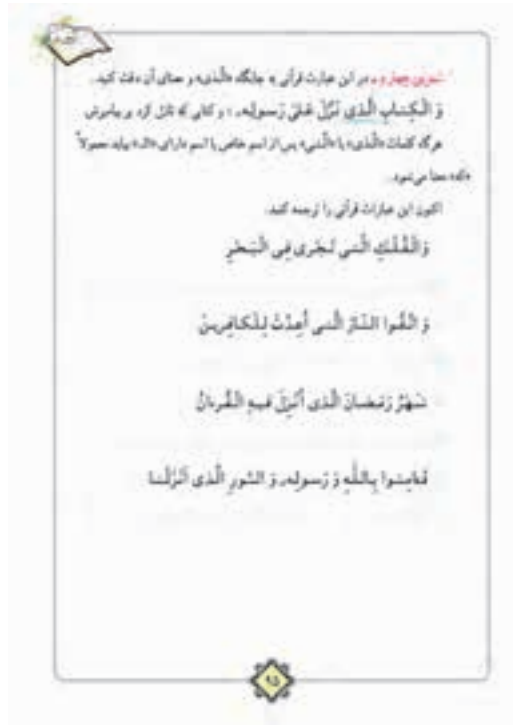 تمرین چهارم ـ در این عبارت قرآنی به جایگاه «الَّذی» و معنای آن دقت کنید.
وَ الْکِتابِ الَّذی نَزَّلَ عَلیٰ رَسولِهِ : و کتابی که نازل کرد بر پیامبرش
هرگاه کلمات «الَّذی» یا «الَّتی» پس از اسم خاص یا اسم دارای «الـ» بیاید معمولاً
«که» معنا می‌شود.
اکنون این عبارات قرآنی را ترجمه کنید.
وَالْفُلْکِ الَّتی تَجْری فِی الْبَحْرِ
وَ اتَّقُوا النّارَ الَّتی اُعِدَّتْ لِلْکافِرینَ
شَهْرُ رَمَضانَ الَّذی اُنْزِلَ فیهِ الْقُرءانُ
فَـٔامِنوا بِاللّٰهِ وَ رَسولِهِ وَ النّورِ الَّذی اَنْزَلْنا